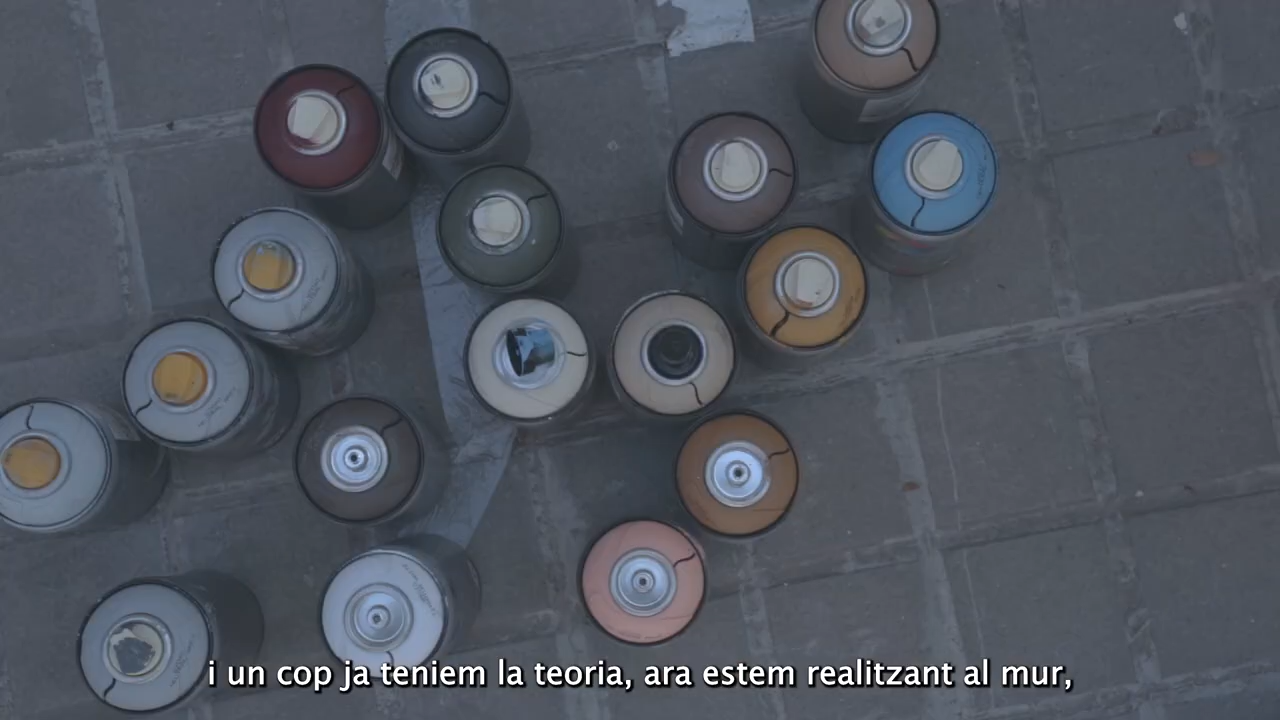 i un cop ja teniem la teoria, ara estem realitzant al mur,